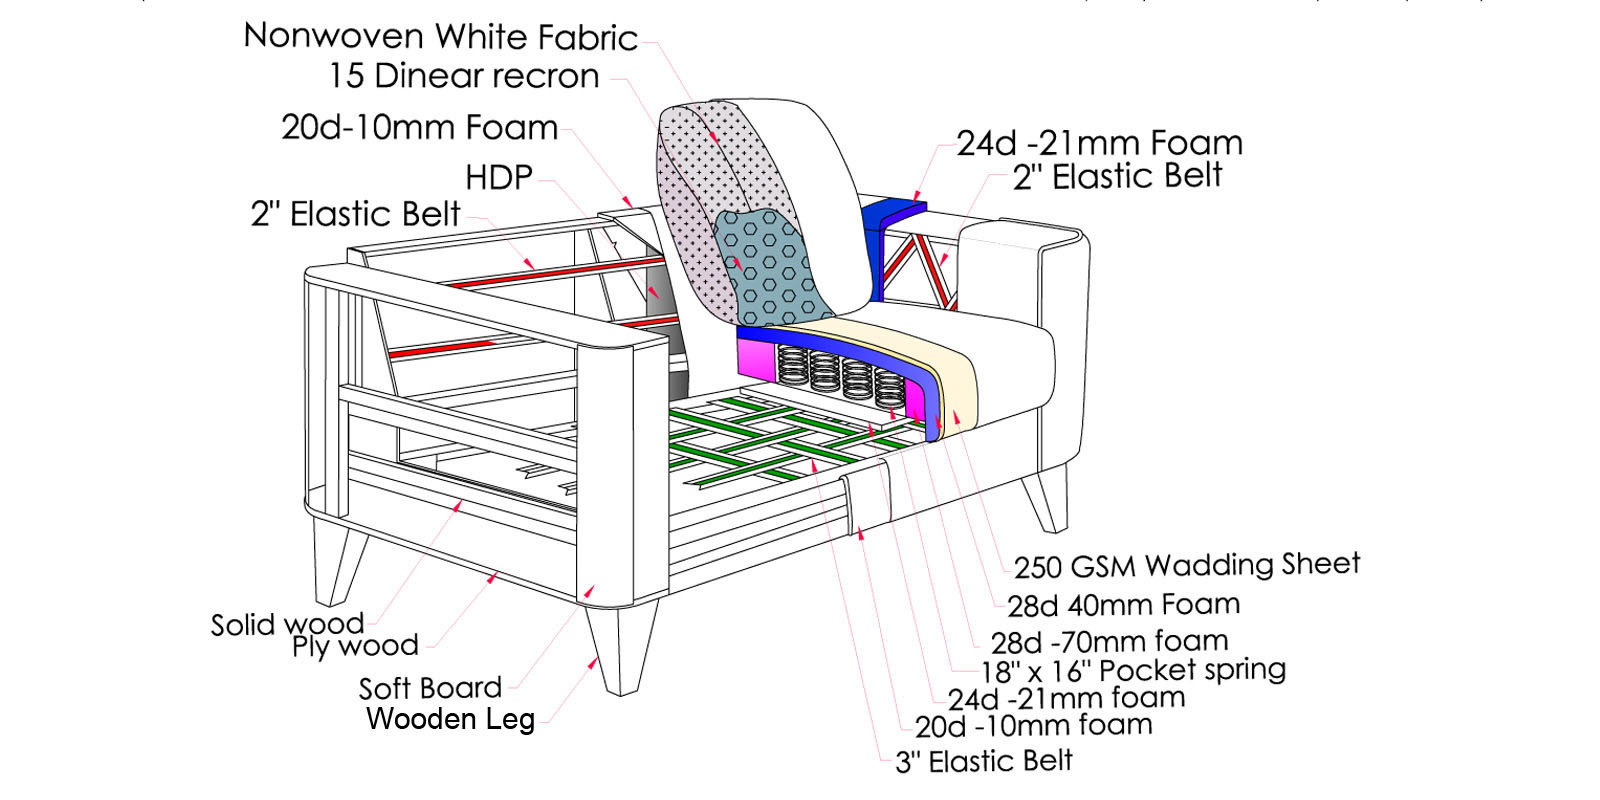 Nonwoven White Fabric
15 Dinear recron
20d-10mm Foam
HDP
2" Elastic Belt
24d -21mm Foam
2" Elastic Belt
Solid wood
Ply wood
Soft Board
Wooden Leg
250 GSM Wadding Sheet
28d 40mm Foam
28d -70mm foam
18" x 16" Pocket spring
24d -21mm foam
20d -10mm foam
3" Elastic Belt